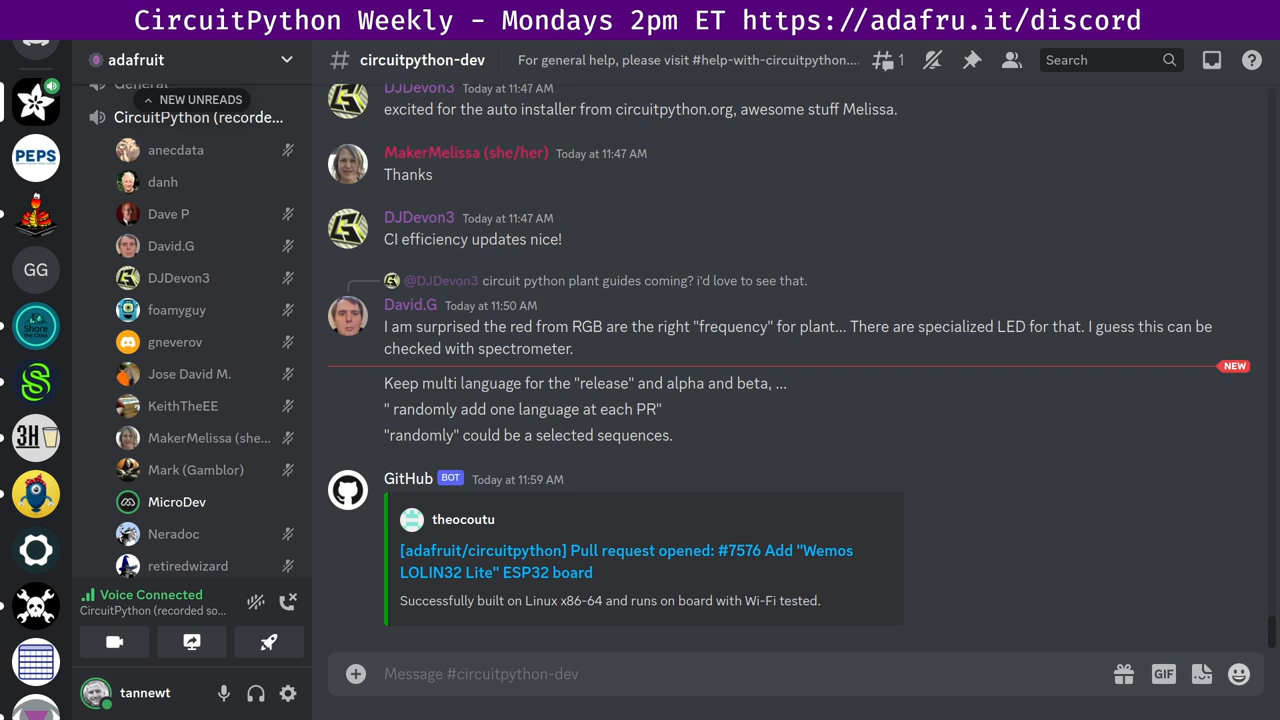 CircuitPython Weekly - Mondays 2pm ET https://adafru.it/discord
adafruit
General
NEW UNREADS
CircuitPython (recorde...
anecdata
danh
Dave P
David.G
DJDevon3
foamyguy
gneverov
Jose David M.
KeithTheEE
MakerMelissa (she...
Mark (Gamblor)
MicroDev
Neradoc
retiredwizard
Voice Connected
CircuitPython (recorded so...
tannewt
PEPS
GG
Share
3H
circuitpython-dev
For general help, please visit #help-with-circuitpython....
1
Search
DJDevon3 Today at 11:47 AM
excited for the auto installer from circuitpython.org, awesome stuff Melissa.
MakerMelissa (she/her) Today at 11:47 AM
Thanks
DJDevon3 Today at 11:47 AM
CI efficiency updates nice!
@DJDevon3 circuit python plant guides coming? i'd love to see that.
David.G Today at 11:50 AM
I am surprised the red from RGB are the right "frequency" for plant... There are specialized LED for that. I guess this can be
checked with spectrometer.
NEW
Keep multi language for the "release" and alpha and beta, ...
" randomly add one language at each PR"
"randomly" could be a selected sequences.
GitHub BOT Today at 11:59 AM
theocoutu
[adafruit/circuitpython] Pull request opened: #7576 Add "Wemos
LOLIN32 Lite" ESP32 board
Successfully built on Linux x86-64 and runs on board with Wi-Fi tested.
Message #circuitpython-dev
GIF